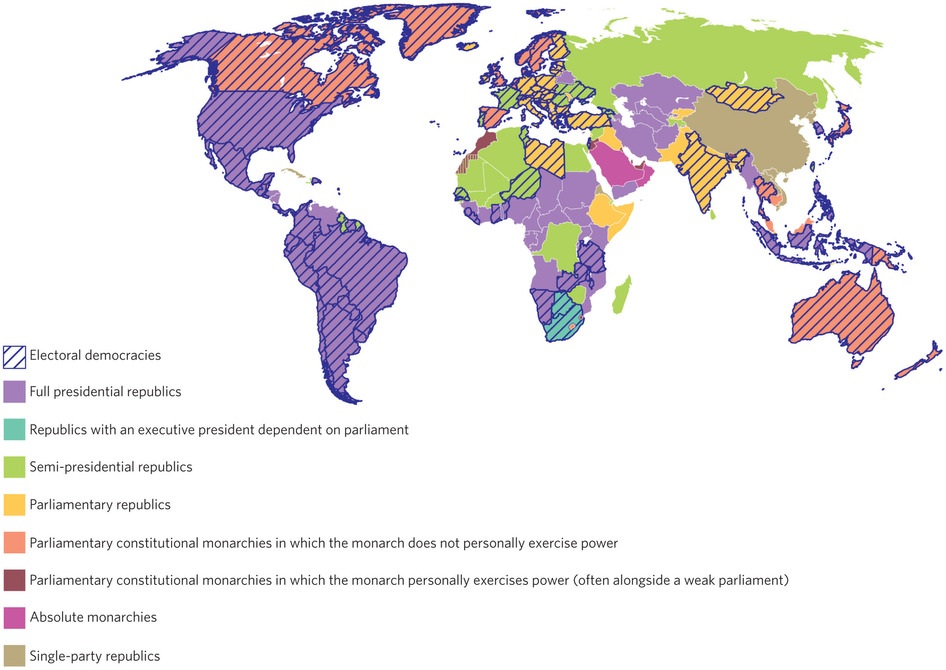 Electoral democracies
Full presidential republics
Republics with an executive president dependent on parliament
Semi-presidential republics
Parliamentary republics
Parliamentary constitutional monarchies in which the monarch does not personally exercise power
Parliamentary constitutional monarchies in which the monarch personally exercises power (often alongside a weak parliament)
Absolute monarchies
Single-party republics